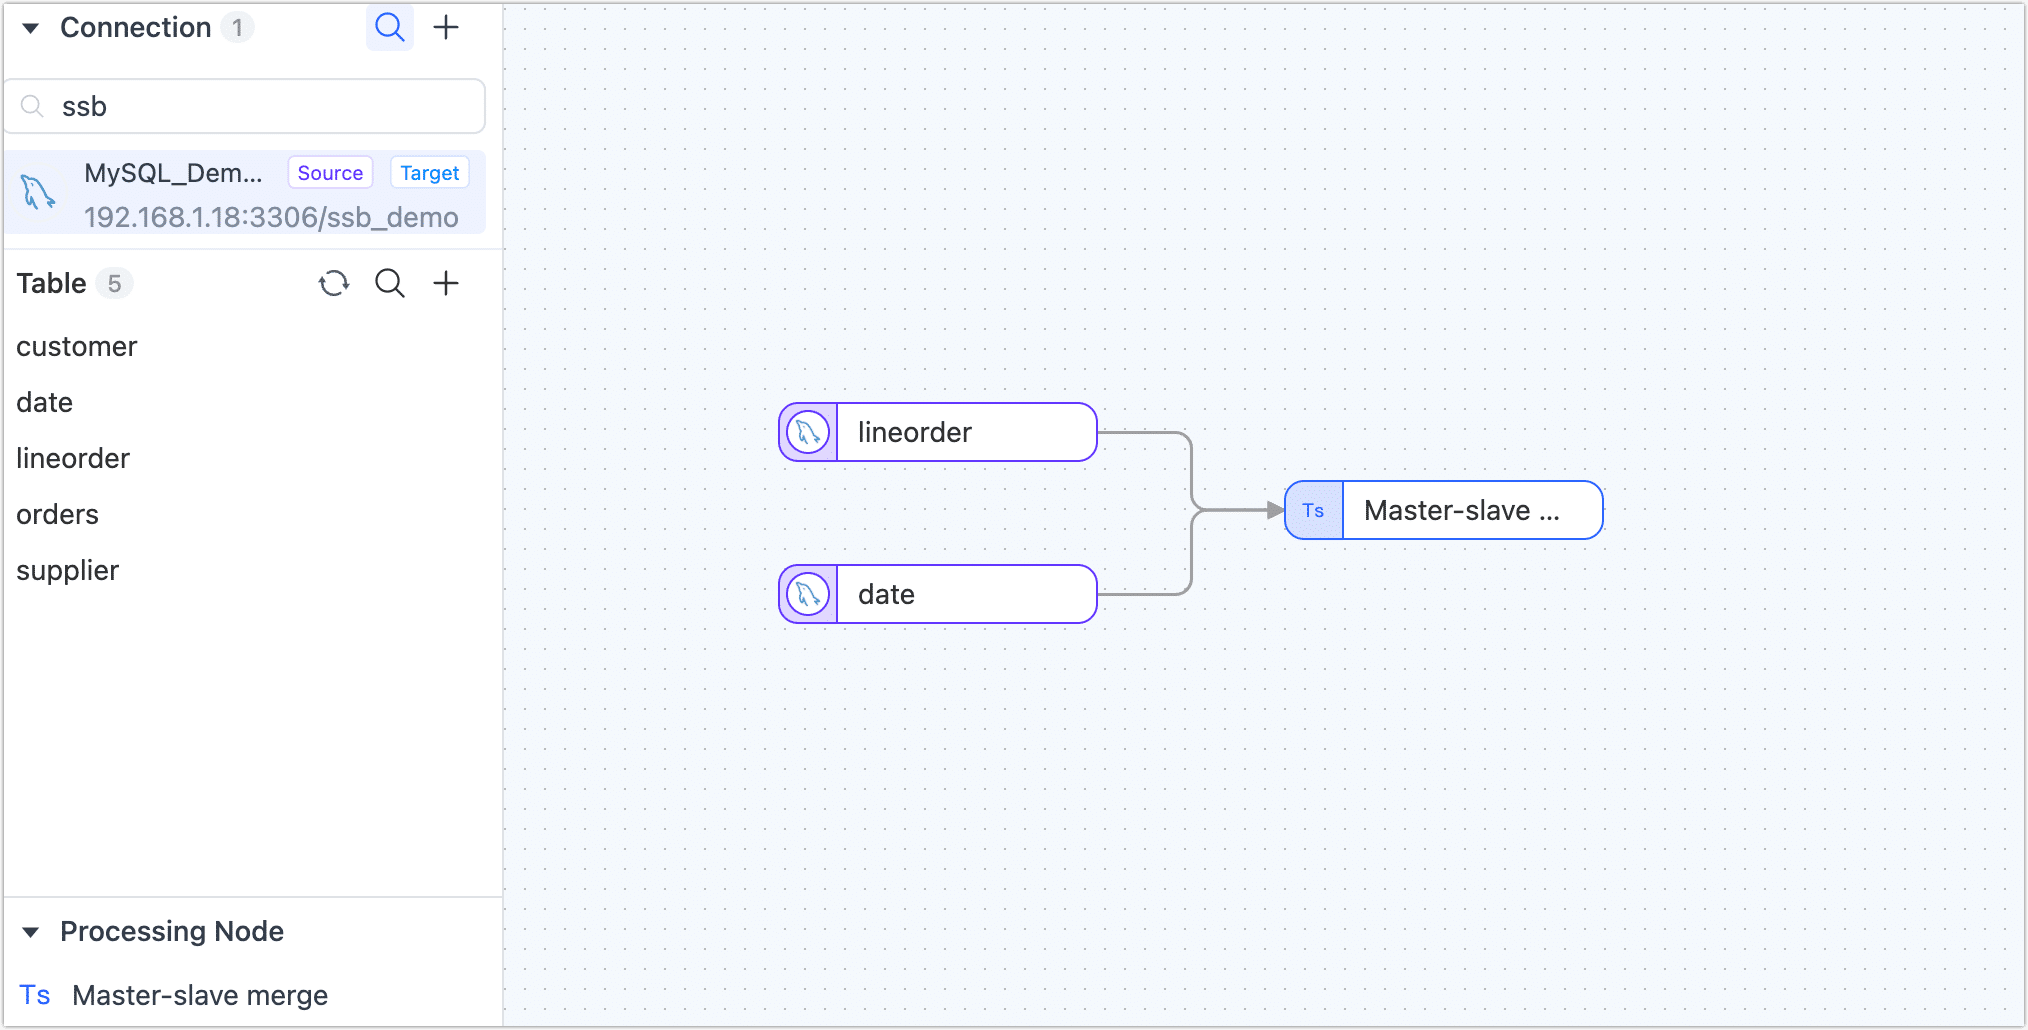 Connection 1
ssb
MySQL_Dem... Source Target
192.168.1.18:3306/ssb_demo
Table 5
customer
date
lineorder
orders
supplier
Processing Node
Ts Master-slave merge
lineorder
date
Ts Master-slave ...